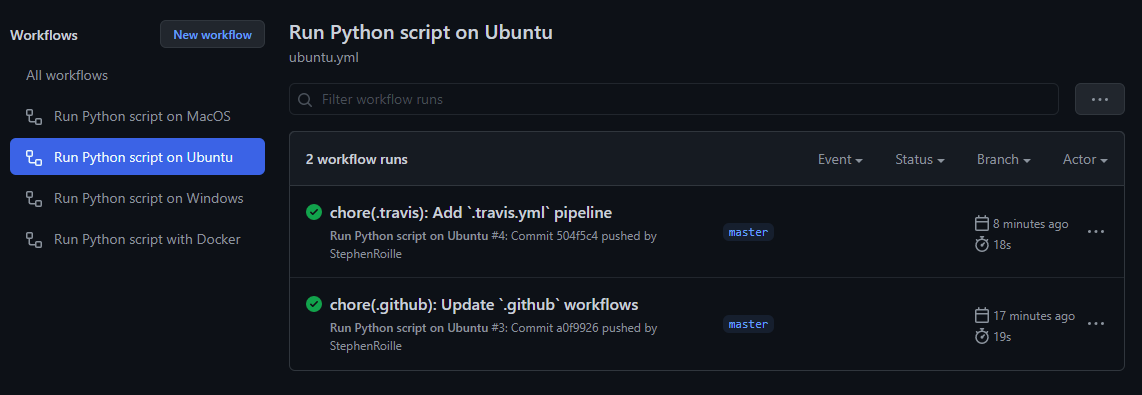 Workflows
New workflow
All workflows
Run Python script on MacOS
Run Python script on Ubuntu
Run Python script on Windows
Run Python script with Docker
Run Python script on Ubuntu
ubuntu.yml
Filter workflow runs
2 workflow runs
Event
Status
Branch
Actor
chore(.travis): Add `.travis.yml` pipeline
Run Python script on Ubuntu #4: Commit 504f5c4 pushed by
StephenRoille
master
8 minutes ago
18s
chore(.github): Update `.github` workflows
Run Python script on Ubuntu #3: Commit a0f9926 pushed by
StephenRoille
master
17 minutes ago
19s